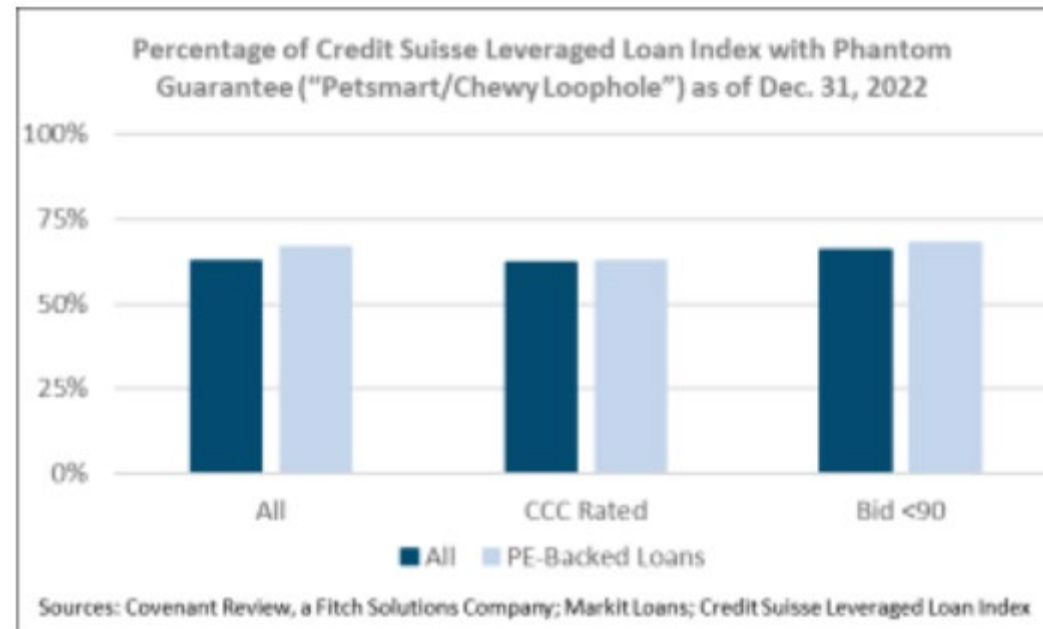 Percentage of Credit Suisse Leveraged Loan Index with Phantom
Guarantee ("Petsmart/Chewy Loophole") as of Dec. 31, 2022
100%
75%
50%
25%
0%
All
CCC Rated
Bid <90
All
PE-Backed Loans
Sources: Covenant Review, a Fitch Solutions Company; Markit Loans; Credit Suisse Leveraged Loan Index